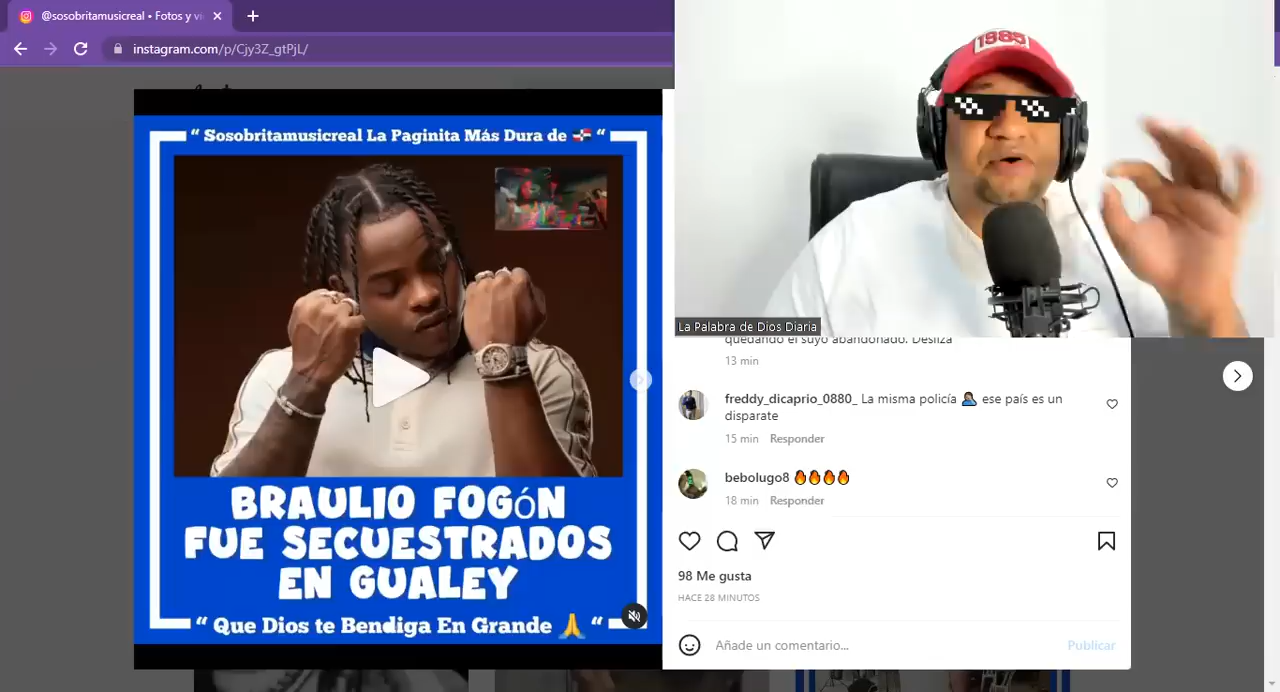 @sosobritamusicreal • Fotos y vi
instagram.com/p/Cjy3Z_gtPjL/
“ Sosobritamusicreal La Paginita Más Dura de “
BRAULIO FOGóN
FUE SECUESTRADOS
EN GUALEY
“ Que Dios te Bendiga En Grande “
1985
La Palabra de Dios Diaria
quedando el suyo abandonado. Desliza
13 min
freddy_dicaprio_0880_ La misma policía 🤦 ese país es un
disparate
15 min Responder
bebolugo8 🔥🔥🔥🔥
18 min Responder
98 Me gusta
HACE 28 MINUTOS
Añade un comentario...
Publicar